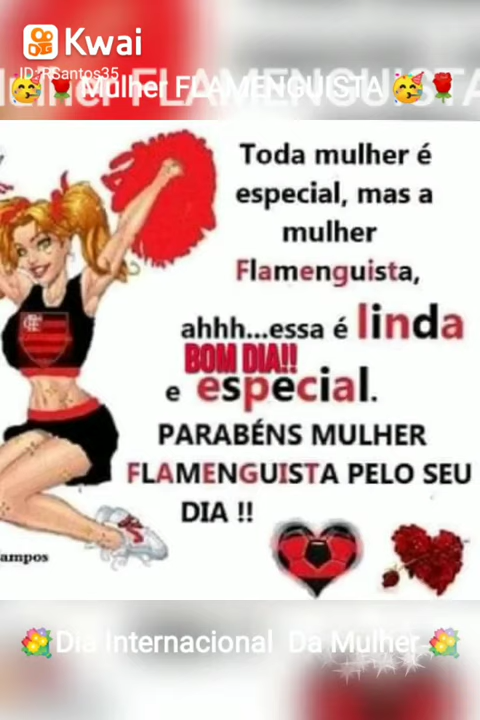 Kwai
ID: RSantos35
🥳🌹 Mulher FLAMENGUISTA 🥳🌹
Toda mulher é
especial, mas a
mulher
Flamenguista,
ahhh...essa é linda
BOM DIA!!
e especial.
PARABÉNS MULHER
FLAMENGUISTA PELO SEU
DIA !!
ampos
💐Dia Internacional Da Mulher💐